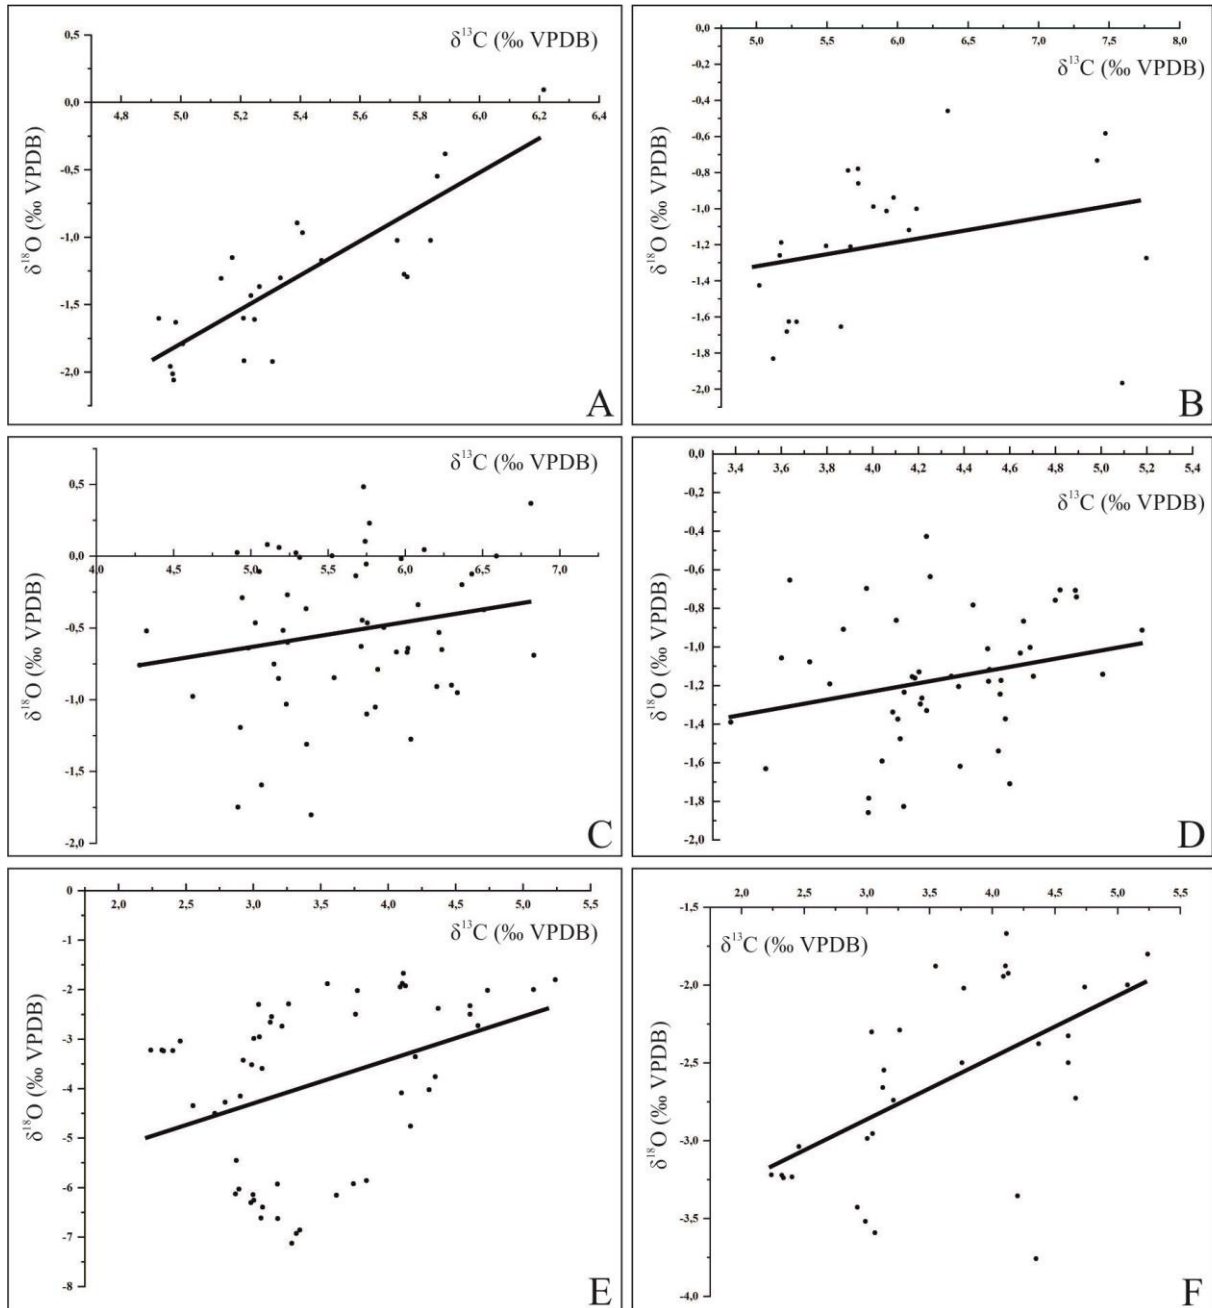 0,5
δ¹³C (‰ VPDB)
0,0
4,8 5,0 5,2 5,4 5,6 5,8 6,0 6,2 6,4
-0,5
-1,0
-1,5
-2,0
δ¹⁸O (‰ VPDB)
A
0,0
5,0 5,5 6,0 6,5 7,0 7,5 8,0
-0,2
δ¹³C (‰ VPDB)
-0,4
-0,6
-0,8
-1,0
-1,2
-1,4
-1,6
-1,8
-2,0
δ¹⁸O (‰ VPDB)
B
δ¹³C (‰ VPDB)
0,5
0,0
4,0 4,5 5,0 5,5 6,0 6,5 7,0
-0,5
-1,0
-1,5
-2,0
δ¹⁸O (‰ VPDB)
C
0,0
3,4 3,6 3,8 4,0 4,2 4,4 4,6 4,8 5,0 5,2 5,4
-0,2
δ¹³C (‰ VPDB)
-0,4
-0,6
-0,8
-1,0
-1,2
-1,4
-1,6
-1,8
-2,0
δ¹⁸O (‰ VPDB)
D
0
2,0 2,5 3,0 3,5 4,0 4,5 5,0 5,5
δ¹³C (‰ VPDB)
-1
-2
-3
-4
-5
-6
-7
-8
δ¹⁸O (‰ VPDB)
E
2,0 2,5 3,0 3,5 4,0 4,5 5,0 5,5
-1,5
δ¹³C (‰ VPDB)
-2,0
-2,5
-3,0
-3,5
-4,0
δ¹⁸O (‰ VPDB)
F